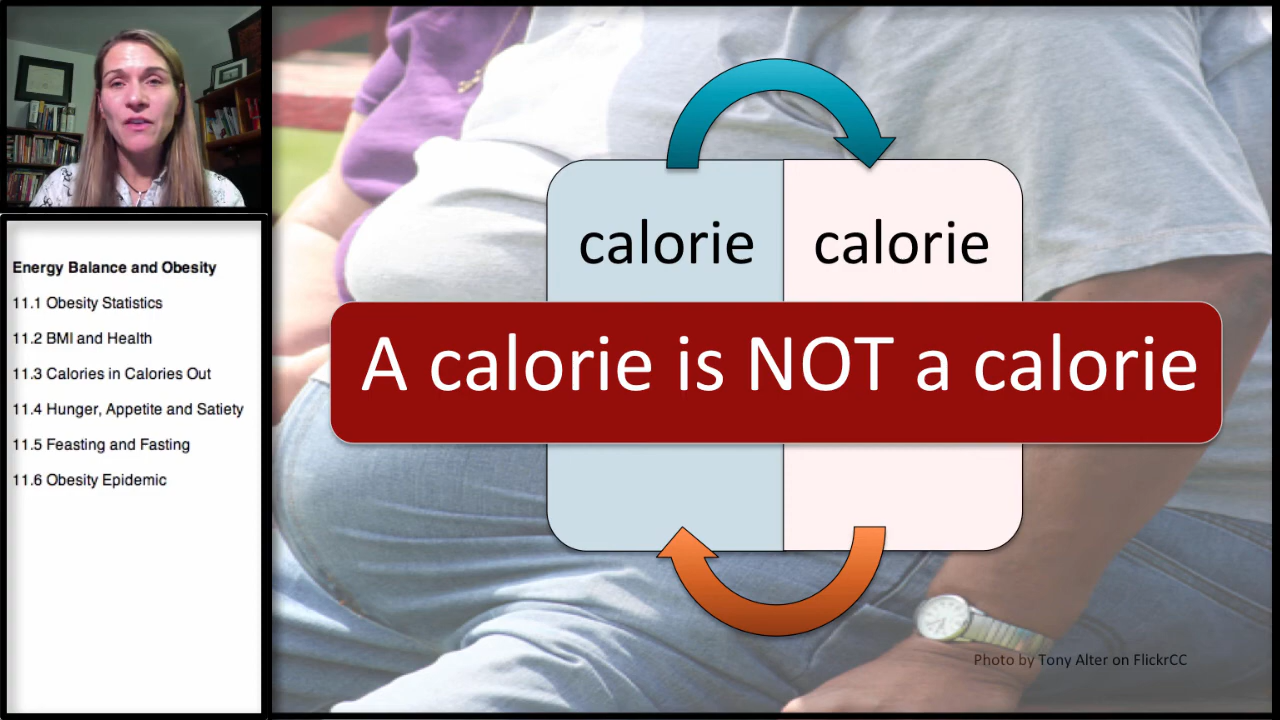 Energy Balance and Obesity
11.1 Obesity Statistics
11.2 BMI and Health
11.3 Calories in Calories Out
11.4 Hunger, Appetite and Satiety
11.5 Feasting and Fasting
11.6 Obesity Epidemic
calorie calorie
A calorie is NOT a calorie
Photo by Tony Alter on FlickrCC